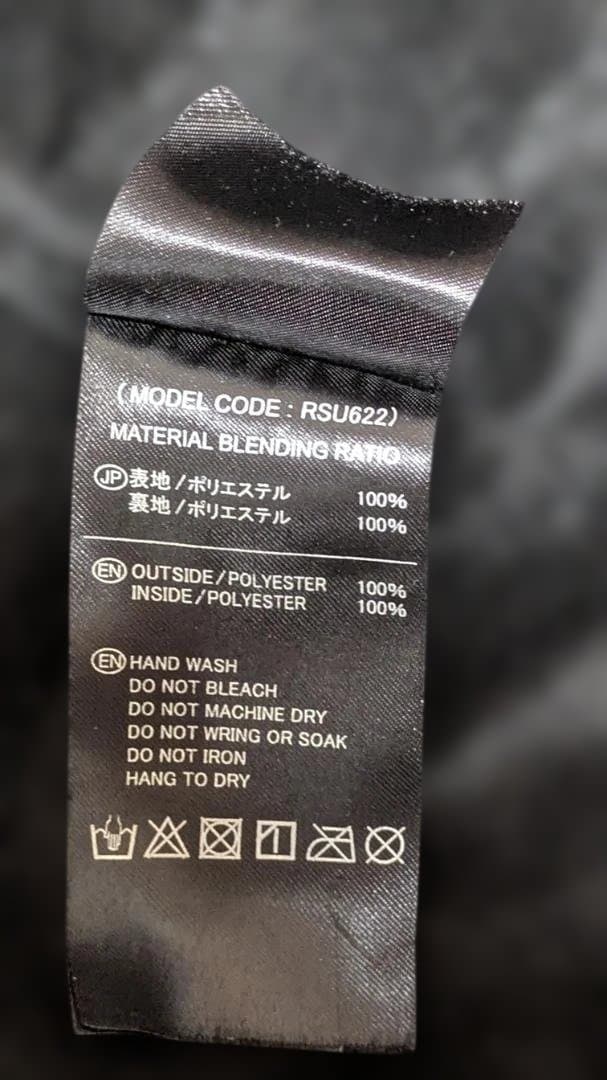 (MODEL CODE : RSU622)
MATERIAL BLENDING RATIO
JP 表地/ポリエステル 100%
裏地/ポリエステル 100%
EN OUTSIDE/POLYESTER 100%
INSIDE/POLYESTER 100%
EN HAND WASH
DO NOT BLEACH
DO NOT MACHINE DRY
DO NOT WRING OR SOAK
DO NOT IRON
HANG TO DRY